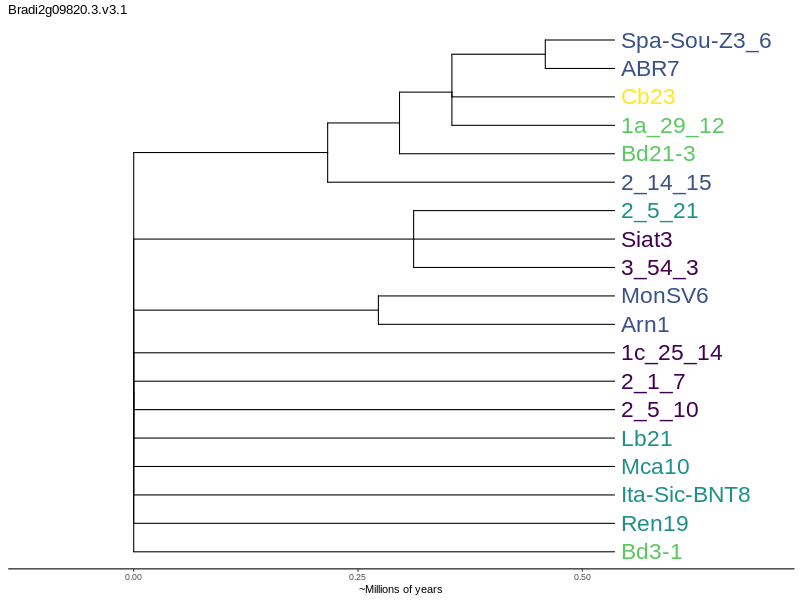 Bradi2g09820.3.v3.1
Spa-Sou-Z3_6
ABR7
Cb23
1a_29_12
Bd21-3
2_14_15
2_5_21
Siat3
3_54_3
MonSV6
Arn1
1c_25_14
2_1_7
2_5_10
Lb21
Mca10
Ita-Sic-BNT8
Ren19
Bd3-1
0.00 0.25 0.50
~Millions of years